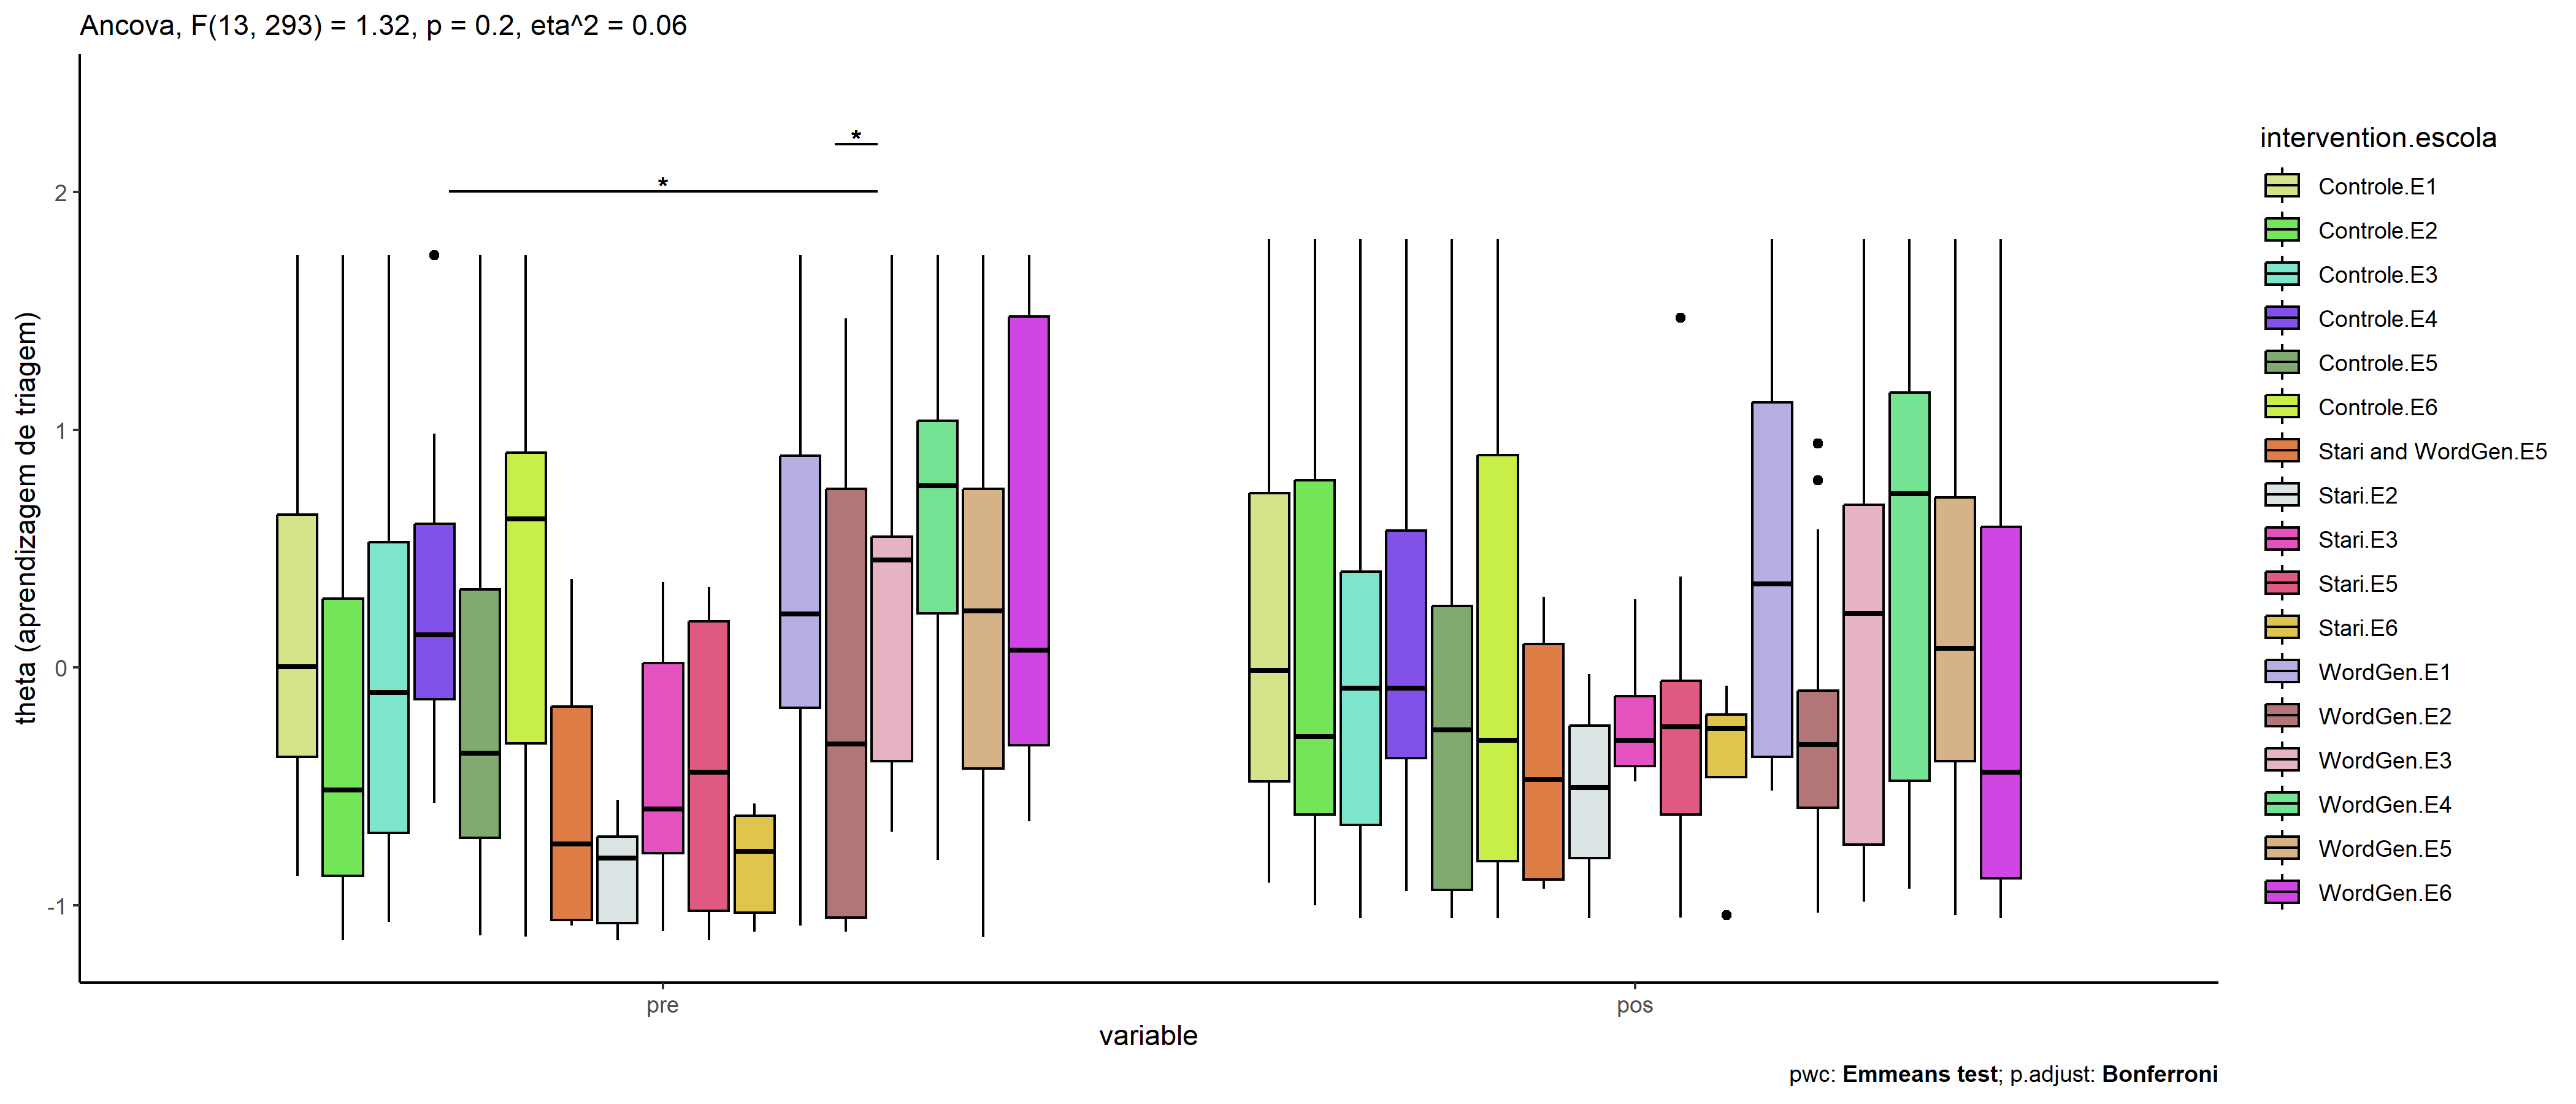 Ancova, F(13, 293) = 1.32, p = 0.2, eta^2 = 0.06
theta (aprendizagem de triagem)
2
1
0
-1
*
*
pre
pos
variable
pwc: Emmeans test; p.adjust: Bonferroni
intervention.escola
Controle.E1
Controle.E2
Controle.E3
Controle.E4
Controle.E5
Controle.E6
Stari and WordGen.E5
Stari.E2
Stari.E3
Stari.E5
Stari.E6
WordGen.E1
WordGen.E2
WordGen.E3
WordGen.E4
WordGen.E5
WordGen.E6